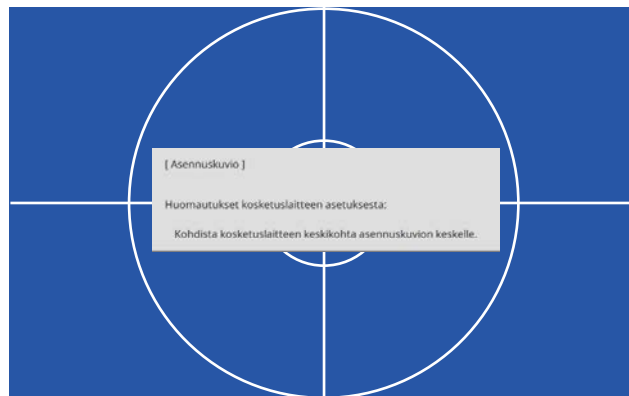 [ Asennuskuvio ]
Huomautukset kosketuslaitteen asetuksesta:
Kohdista kosketuslaitteen keskikohta asennuskuvion keskelle.